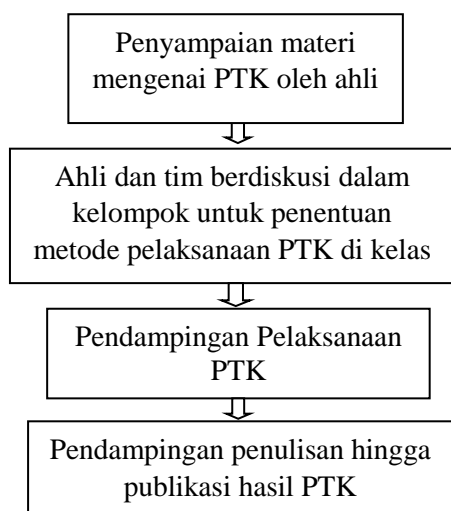 Penyampaian materi
mengenai PTK oleh ahli
Ahli dan tim berdiskusi dalam
kelompok untuk penentuan
metode pelaksanaan PTK di kelas
Pendampingan Pelaksanaan
PTK
Pendampingan penulisan hingga
publikasi hasil PTK